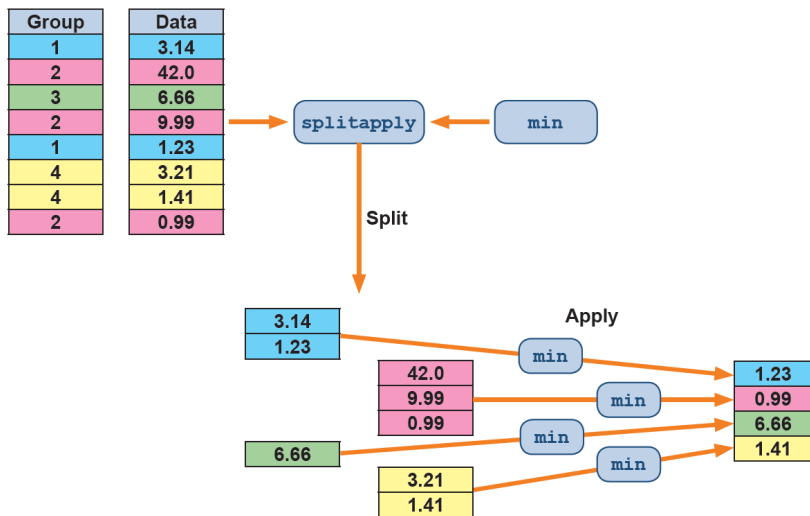 Group Data
1 3.14
2 42.0
3 6.66
2 9.99
1 1.23
4 3.21
4 1.41
2 0.99
splitapply
min
Split
Apply
3.14
1.23
min
42.0
9.99
0.99
min
6.66
min
3.21
1.41
min
1.23
0.99
6.66
1.41